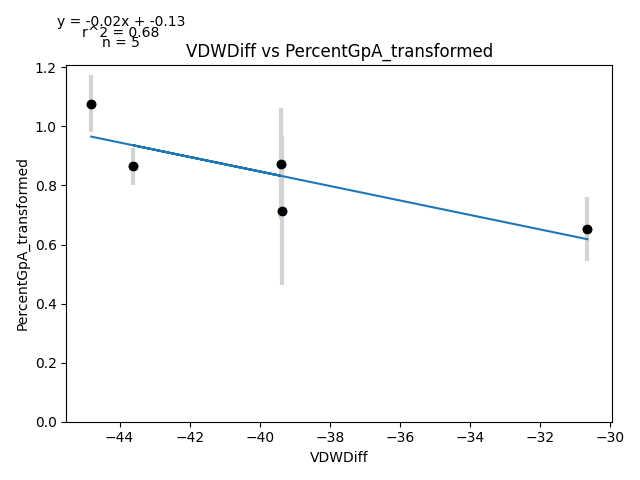 y = -0.02x + -0.13
r^2 = 0.68
n = 5
VDWDiff vs PercentGpA_transformed
1.2
1.0
0.8
0.6
0.4
0.2
0.0
PercentGpA_transformed
−44 −42 −40 −38 −36 −34 −32 −30
VDWDiff